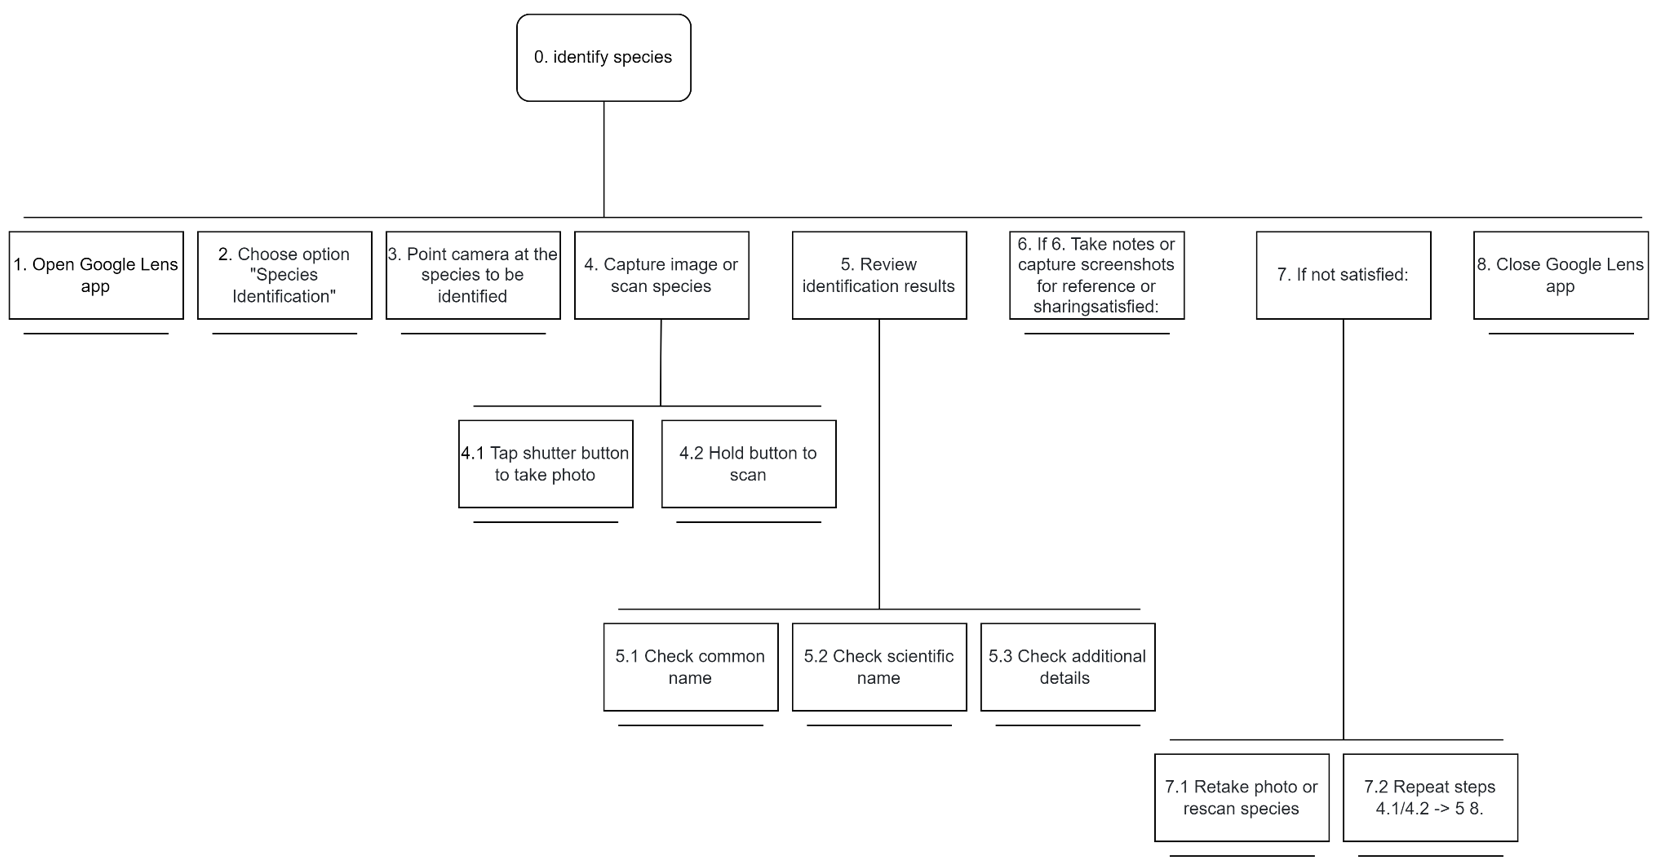 0. identify species
1. Open Google Lens
app
2. Choose option
"Species
Identification"
3. Point camera at the
species to be
identified
4. Capture image or
scan species
5. Review
identification results
6. If 6. Take notes or
capture screenshots
for reference or
sharingsatisfied:
7. If not satisfied:
8. Close Google Lens
app
4.1 Tap shutter button
to take photo
4.2 Hold button to
scan
5.1 Check common
name
5.2 Check scientific
name
5.3 Check additional
details
7.1 Retake photo or
rescan species
7.2 Repeat steps
4.1/4.2 -> 5 8.